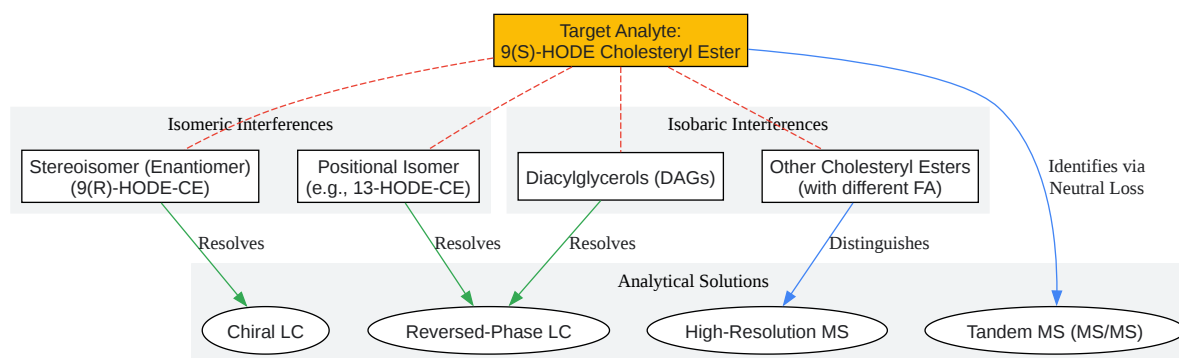 Target Analyte:
9(S)-HODE Cholesteryl Ester
Isomeric Interferences
Isobaric Interferences
Stereoisomer (Enantiomer)
(9(R)-HODE-CE)
Positional Isomer
(e.g., 13-HODE-CE)
Diacylglycerols (DAGs)
Other Cholesteryl Esters
(with different FA)
Identifies via
Neutral Loss
Resolves
Resolves
Resolves
Distinguishes
Analytical Solutions
Chiral LC
Reversed-Phase LC
High-Resolution MS
Tandem MS (MS/MS)